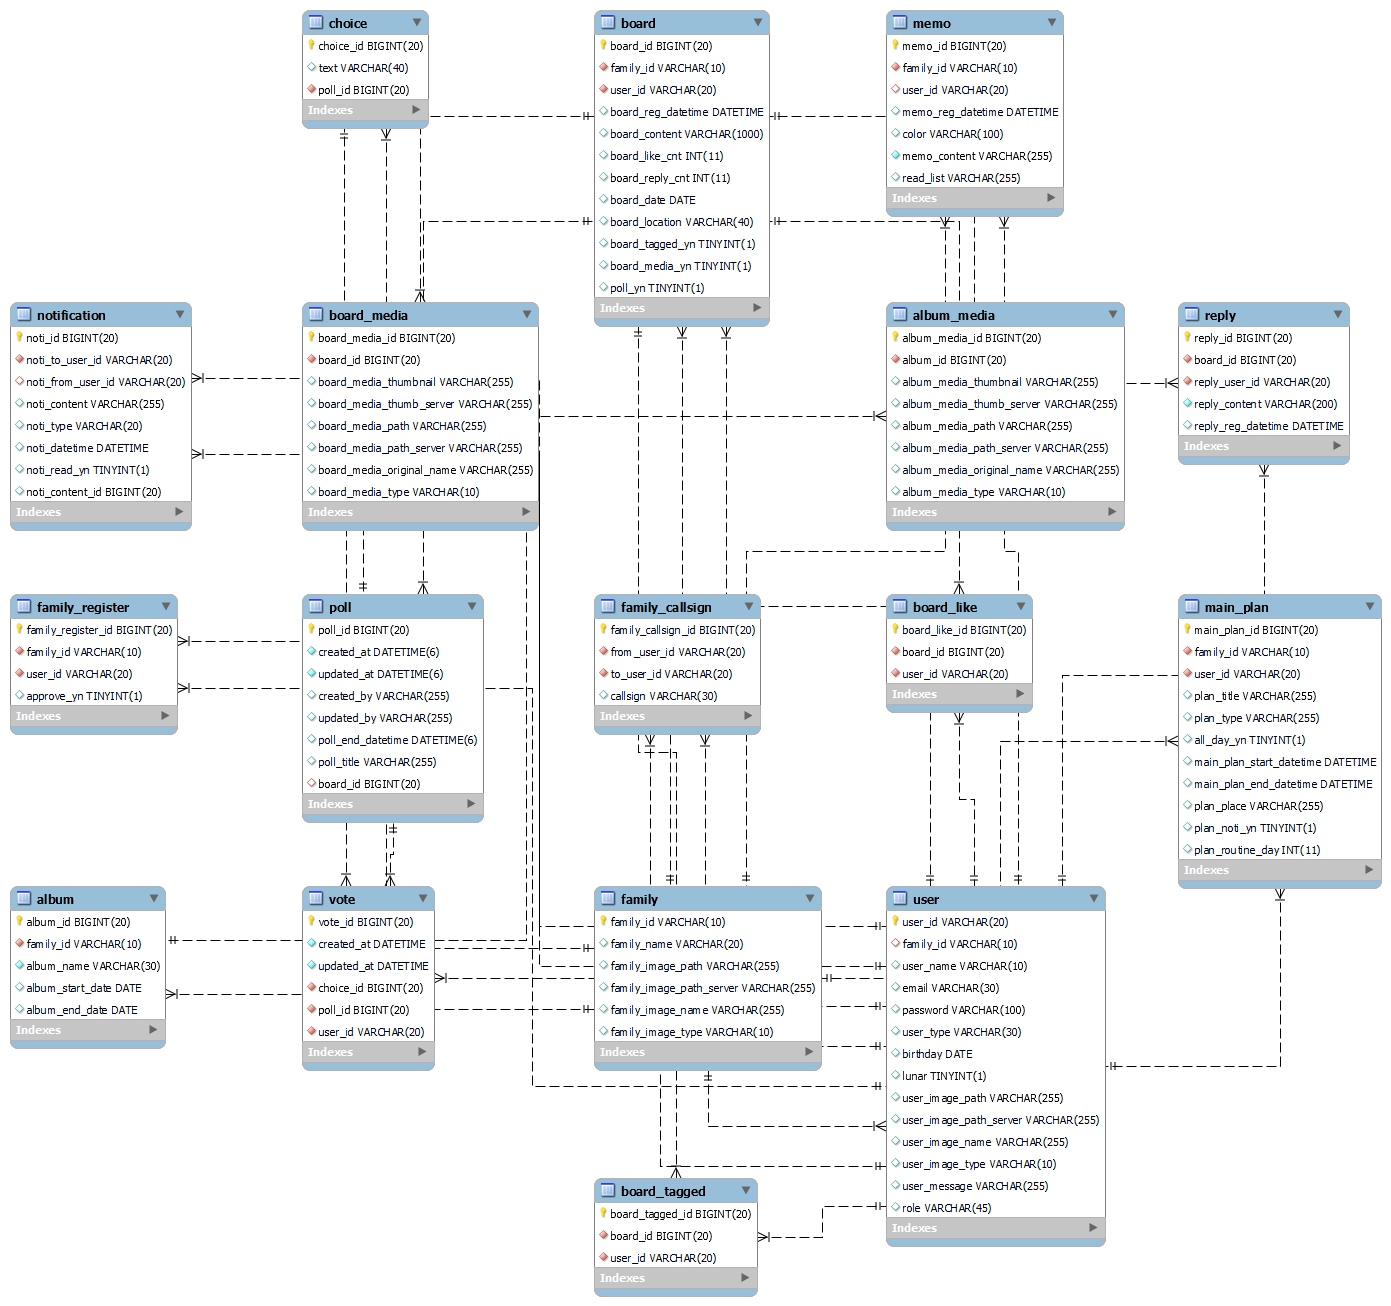 choice
choice_id BIGINT(20)
text VARCHAR(40)
poll_id BIGINT(20)
Indexes
board
board_id BIGINT(20)
family_id VARCHAR(10)
user_id VARCHAR(20)
board_reg_datetime DATETIME
board_content VARCHAR(1000)
board_like_cnt INT(11)
board_reply_cnt INT(11)
board_date DATE
board_location VARCHAR(40)
board_tagged_yn TINYINT(1)
board_media_yn TINYINT(1)
poll_yn TINYINT(1)
Indexes
memo
memo_id BIGINT(20)
family_id VARCHAR(10)
user_id VARCHAR(20)
memo_reg_datetime DATETIME
color VARCHAR(100)
memo_content VARCHAR(255)
read_list VARCHAR(255)
Indexes
notification
noti_id BIGINT(20)
noti_to_user_id VARCHAR(20)
noti_from_user_id VARCHAR(20)
noti_content VARCHAR(255)
noti_type VARCHAR(20)
noti_datetime DATETIME
noti_read_yn TINYINT(1)
noti_content_id BIGINT(20)
Indexes
board_media
board_media_id BIGINT(20)
board_id BIGINT(20)
board_media_thumbnail VARCHAR(255)
board_media_thumb_server VARCHAR(255)
board_media_path VARCHAR(255)
board_media_path_server VARCHAR(255)
board_media_original_name VARCHAR(255)
board_media_type VARCHAR(10)
Indexes
album_media
album_media_id BIGINT(20)
album_id BIGINT(20)
album_media_thumbnail VARCHAR(255)
album_media_thumb_server VARCHAR(255)
album_media_path VARCHAR(255)
album_media_path_server VARCHAR(255)
album_media_original_name VARCHAR(255)
album_media_type VARCHAR(10)
Indexes
reply
reply_id BIGINT(20)
board_id BIGINT(20)
reply_user_id VARCHAR(20)
reply_content VARCHAR(200)
reply_reg_datetime DATETIME
Indexes
family_register
family_register_id BIGINT(20)
family_id VARCHAR(10)
user_id VARCHAR(20)
approve_yn TINYINT(1)
Indexes
poll
poll_id BIGINT(20)
created_at DATETIME(6)
updated_at DATETIME(6)
created_by VARCHAR(255)
updated_by VARCHAR(255)
poll_end_datetime DATETIME(6)
poll_title VARCHAR(255)
board_id BIGINT(20)
Indexes
family_callsign
family_callsign_id BIGINT(20)
from_user_id VARCHAR(20)
to_user_id VARCHAR(20)
callsign VARCHAR(30)
Indexes
board_like
board_like_id BIGINT(20)
board_id BIGINT(20)
user_id VARCHAR(20)
Indexes
main_plan
main_plan_id BIGINT(20)
family_id VARCHAR(10)
user_id VARCHAR(20)
plan_title VARCHAR(255)
plan_type VARCHAR(255)
all_day_yn TINYINT(1)
main_plan_start_datetime DATETIME
main_plan_end_datetime DATETIME
plan_place VARCHAR(255)
plan_noti_yn TINYINT(1)
plan_routine_day INT(11)
Indexes
album
album_id BIGINT(20)
family_id VARCHAR(10)
album_name VARCHAR(30)
album_start_date DATE
album_end_date DATE
Indexes
vote
vote_id BIGINT(20)
created_at DATETIME
updated_at DATETIME
choice_id BIGINT(20)
poll_id BIGINT(20)
user_id VARCHAR(20)
Indexes
family
family_id VARCHAR(10)
family_name VARCHAR(20)
family_image_path VARCHAR(255)
family_image_path_server VARCHAR(255)
family_image_name VARCHAR(255)
family_image_type VARCHAR(10)
Indexes
user
user_id VARCHAR(20)
family_id VARCHAR(10)
user_name VARCHAR(10)
email VARCHAR(30)
password VARCHAR(100)
user_type VARCHAR(30)
birthday DATE
lunar TINYINT(1)
user_image_path VARCHAR(255)
user_image_path_server VARCHAR(255)
user_image_name VARCHAR(255)
user_image_type VARCHAR(10)
user_message VARCHAR(255)
role VARCHAR(45)
Indexes
board_tagged
board_tagged_id BIGINT(20)
board_id BIGINT(20)
user_id VARCHAR(20)
Indexes